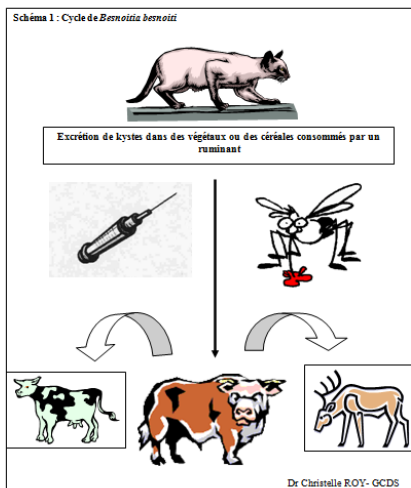 Schéma 1 : Cycle de Besnoitia besnoiti
Excrétion de kystes dans des végétaux ou des céréales consommés par un
ruminant
Dr Christelle ROY- GCDS